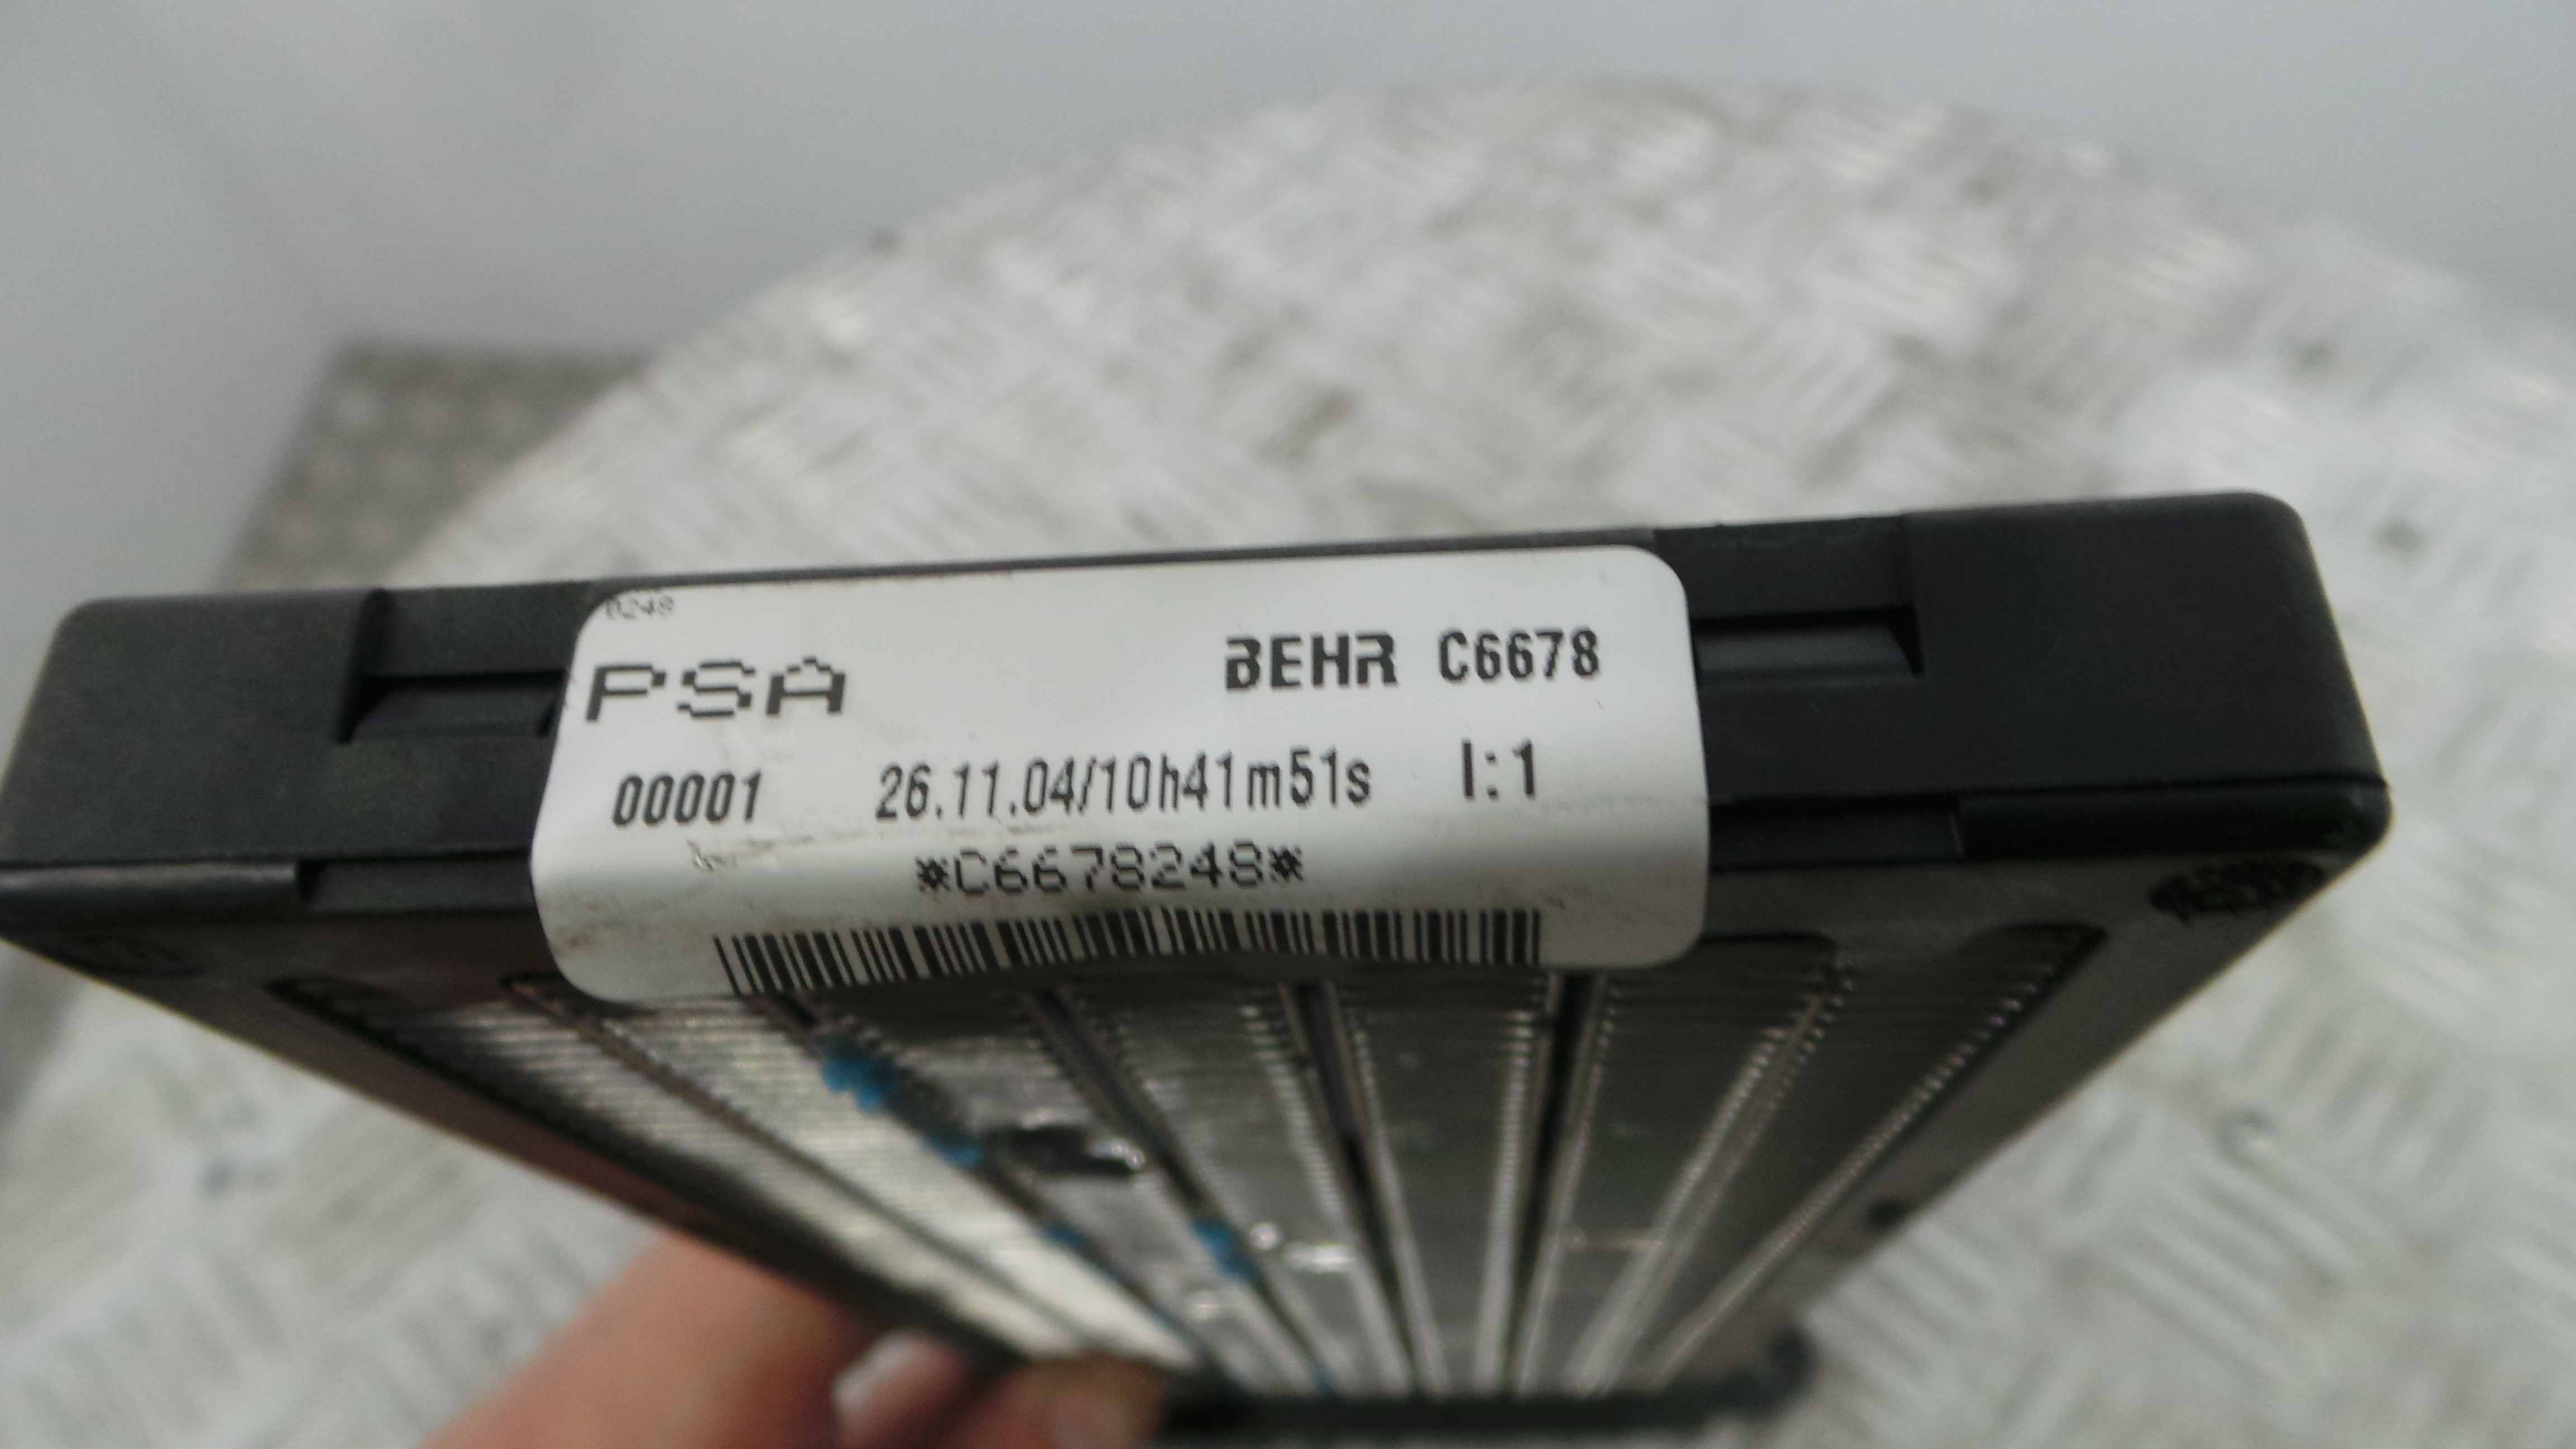 0248
PSA BEHR C6678
00001 26.11.04/10h41m51s I:1
*C6678248*